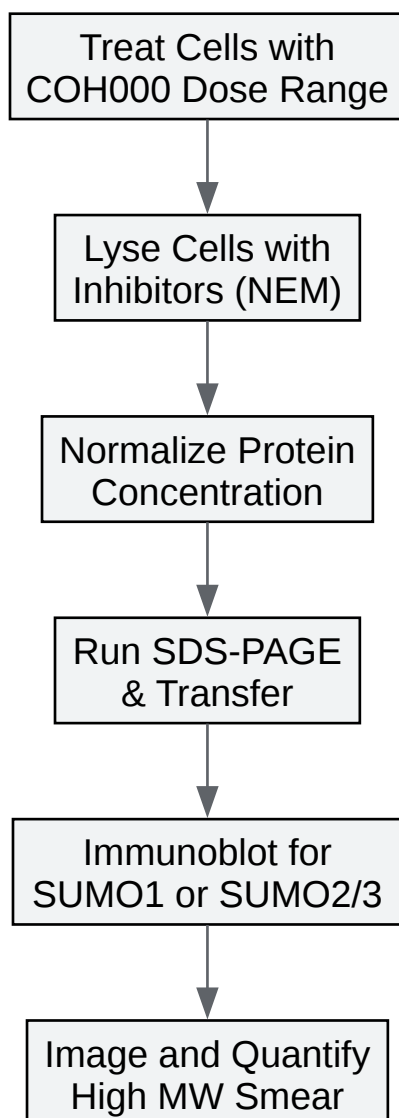 Treat Cells with
COH000 Dose Range
Lyse Cells with
Inhibitors (NEM)
Normalize Protein
Concentration
Run SDS-PAGE
& Transfer
Immunoblot for
SUMO1 or SUMO2/3
Image and Quantify
High MW Smear